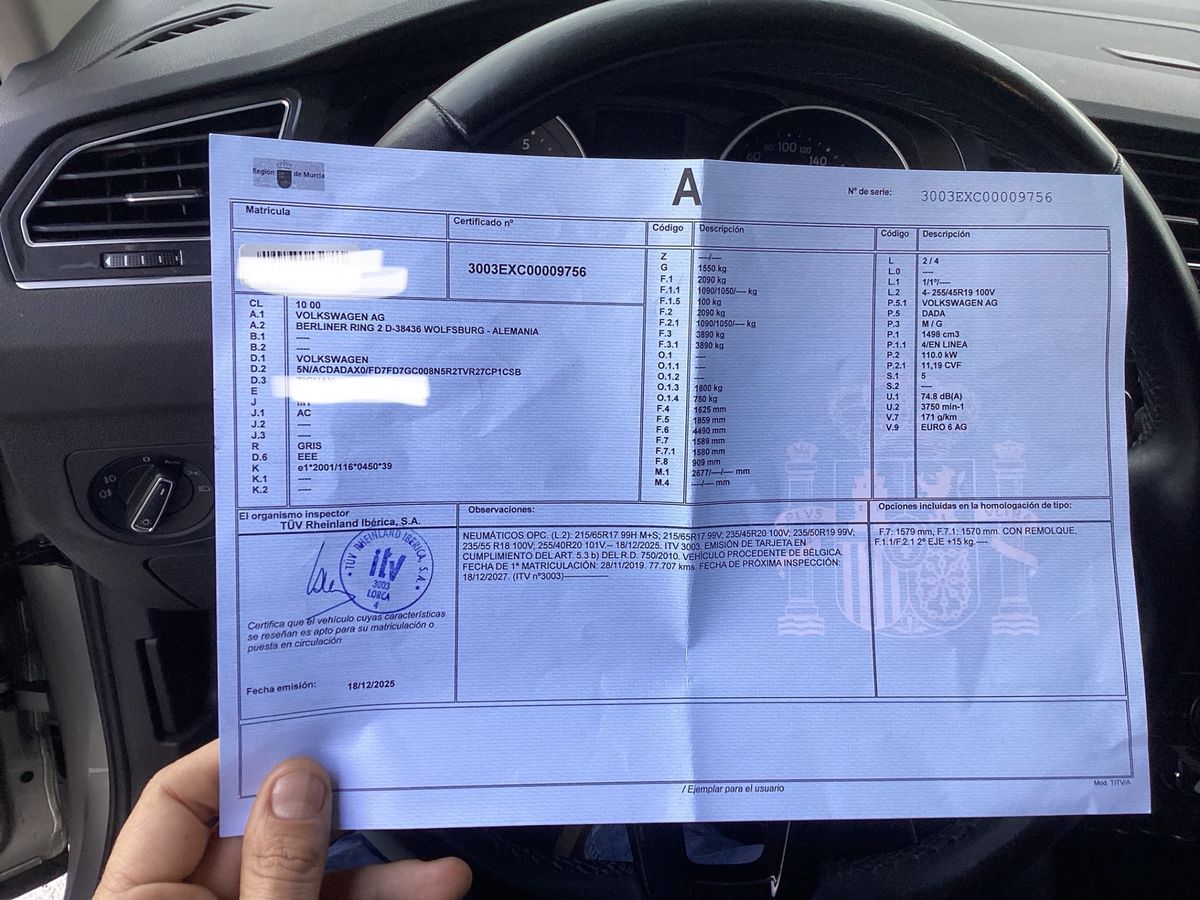 5
60 80 100 120 140
Región de Murcia
A
Nº de serie: 3003EXC00009756
Matrícula
Certificado nº
3003EXC00009756
CL 10 00
A.1 VOLKSWAGEN AG
A.2 BERLINER RING 2 D-38436 WOLFSBURG - ALEMANIA
B.1 ----
B.2 ----
D.1 VOLKSWAGEN
D.2 5N/ACDADAX0/FD7FD7GC008N5R2TVR27CP1CSB
D.3
E
J M1
J.1 AC
J.2 ----
J.3 ----
R GRIS
D.6 EEE
K e1*2001/116*0450*39
K.1 ----
K.2 ----
Código Descripción
Z ----/----
G 1550 kg
F.1 2090 kg
F.1.1 1090/1050/---- kg
F.1.5 100 kg
F.2 2090 kg
F.2.1 1090/1050/---- kg
F.3 3890 kg
F.3.1 3890 kg
O.1 ----
O.1.1 ----
O.1.2 ----
O.1.3 1800 kg
O.1.4 750 kg
F.4 1625 mm
F.5 1859 mm
F.6 4490 mm
F.7 1589 mm
F.7.1 1580 mm
F.8 909 mm
M.1 2677/----/---- mm
M.4 ----/---- mm
Código Descripción
L 2 / 4
L.0 ----
L.1 1/1º/----
L.2 4- 255/45R19 100V
P.5.1 VOLKSWAGEN AG
P.5 DADA
P.3 M / G
P.1 1498 cm3
P.1.1 4/EN LINEA
P.2 110.0 kW
P.2.1 11,19 CVF
S.1 5
S.2 ----
U.1 74.8 dB(A)
U.2 3750 min-1
V.7 171 g/km
V.9 EURO 6 AG
El organismo inspector
TÜV Rheinland Ibérica, S.A.
TÜV RHEINLAND IBERICA, S.A.
itv
3003
LORCA
4
Certifica que el vehículo cuyas características
se reseñan es apto para su matriculación o
puesta en circulación
Fecha emisión: 18/12/2025
Observaciones:
NEUMÁTICOS OPC. (L.2): 215/65R17 99H M+S; 215/65R17 99V; 235/45R20 100V; 235/50R19 99V;
235/55 R18 100V; 255/40R20 101V-- 18/12/2025. ITV 3003. EMISIÓN DE TARJETA EN
CUMPLIMIENTO DEL ART. 5.3 b) DEL R.D. 750/2010. VEHÍCULO PROCEDENTE DE BÉLGICA.
FECHA DE 1ª MATRICULACIÓN: 28/11/2019. 77.707 kms. FECHA DE PRÓXIMA INSPECCIÓN:
18/12/2027. (ITV nº3003)---------------
Opciones incluidas en la homologación de tipo:
F.7: 1579 mm, F.7.1: 1570 mm. CON REMOLQUE,
F.1.1/F.2.1 2º EJE +15 kg.----
PLVS VLTR
/ Ejemplar para el usuario
Mod. TITV/A